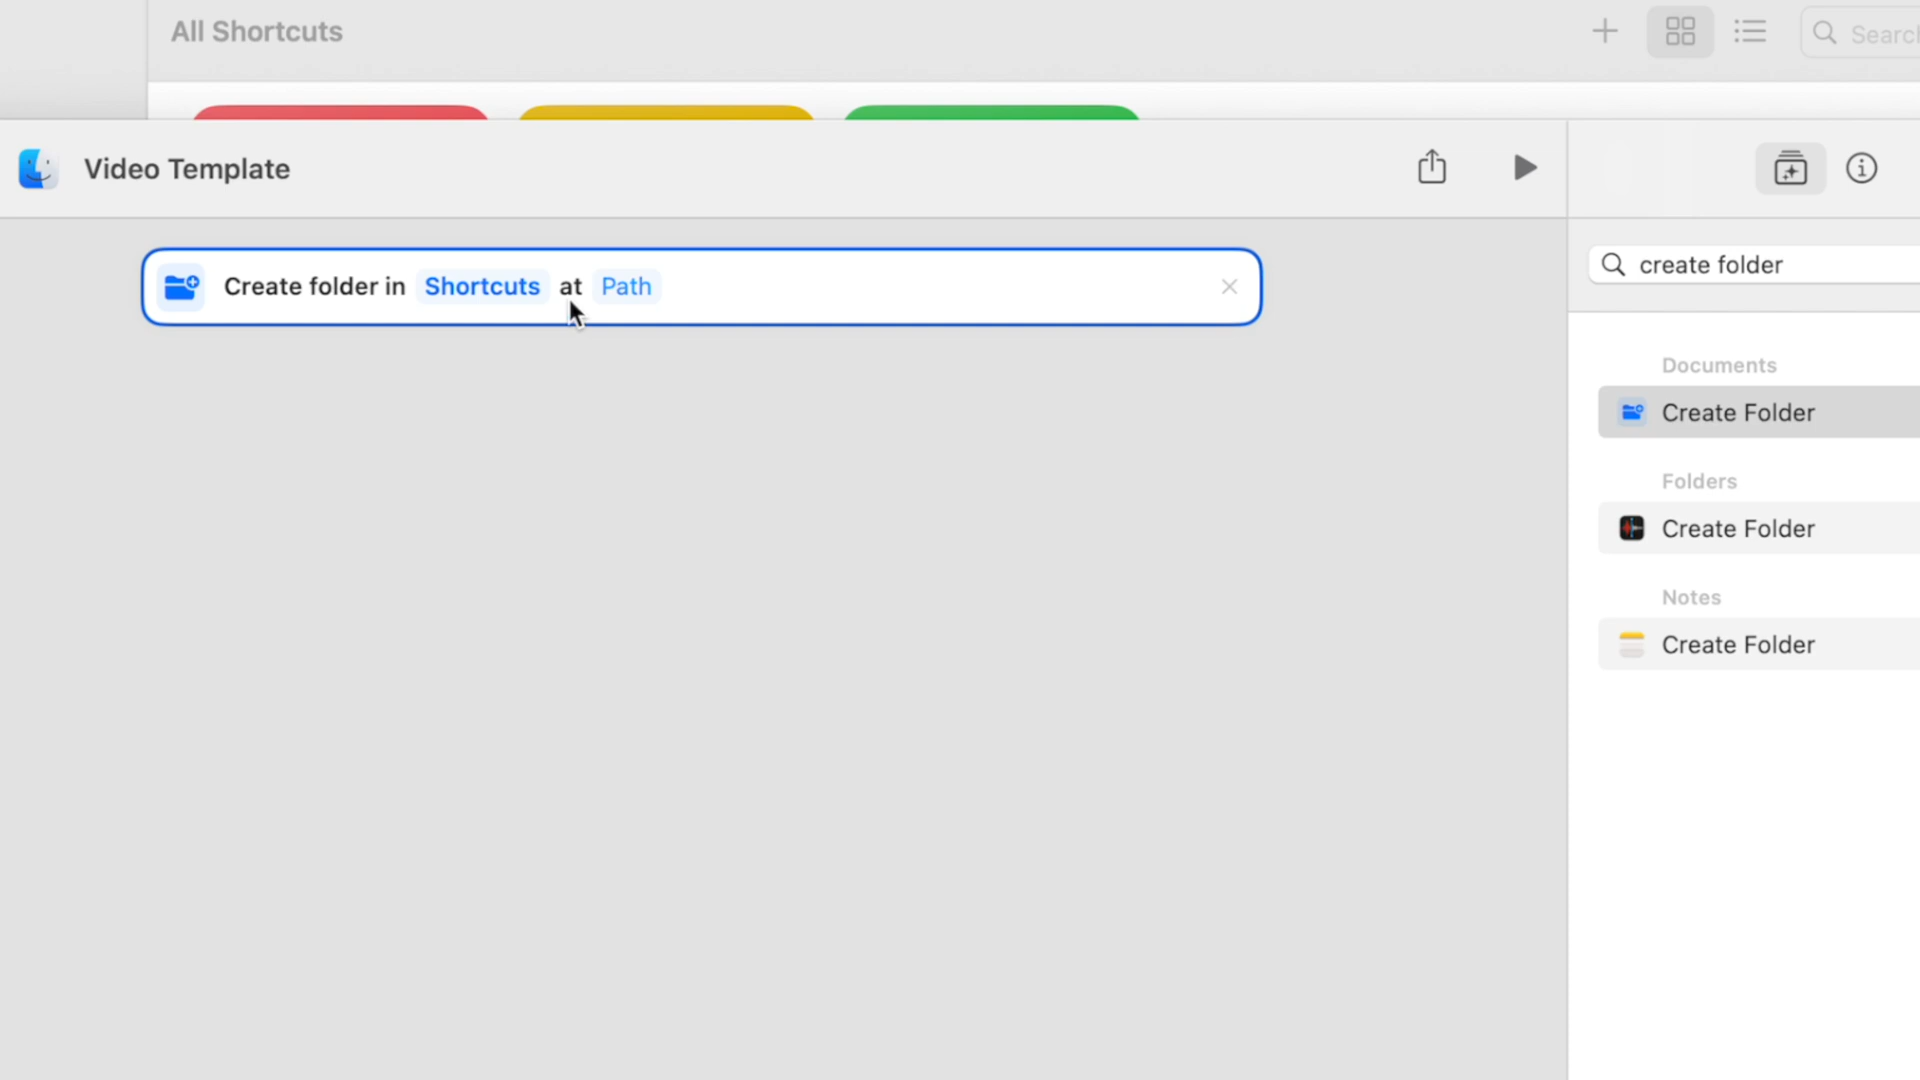 All Shortcuts
Video Template
Create folder in Shortcuts at Path
create folder
Documents
Create Folder
Folders
Create Folder
Notes
Create Folder